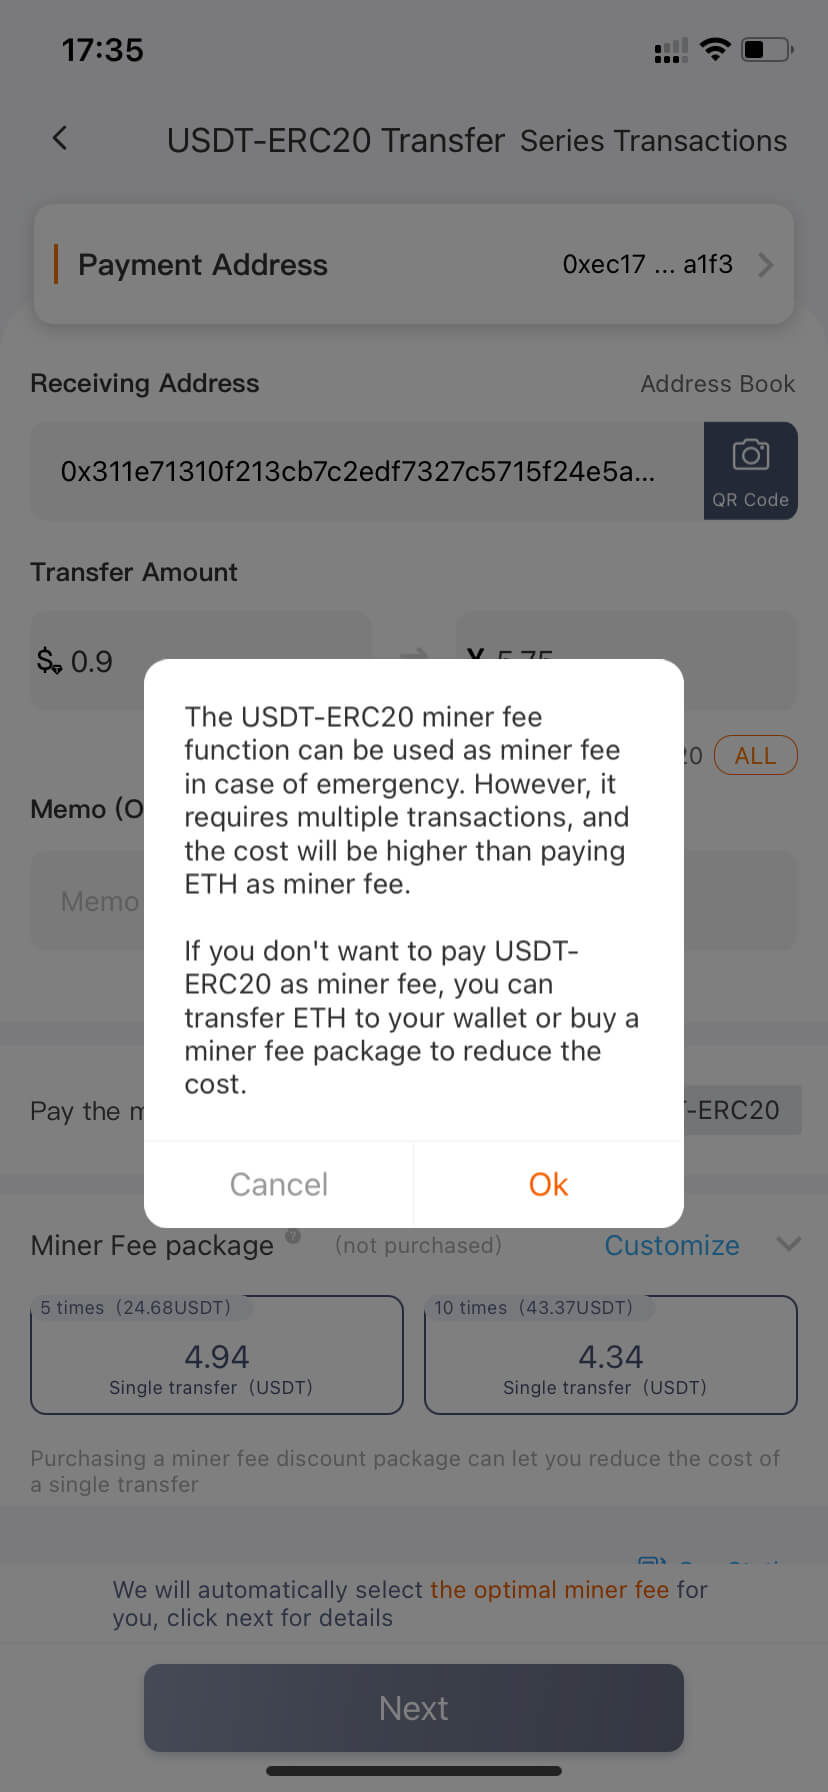 17:35
USDT-ERC20 Transfer Series Transactions
Payment Address 0xec17 ... a1f3
Receiving Address Address Book
0x311e71310f213cb7c2edf7327c5715f24e5a...
QR Code
Transfer Amount
0.9
5.75
ALL
Memo (O
Memo
The USDT-ERC20 miner fee
function can be used as miner fee
in case of emergency. However, it
requires multiple transactions, and
the cost will be higher than paying
ETH as miner fee.
If you don't want to pay USDT-
ERC20 as miner fee, you can
transfer ETH to your wallet or buy a
miner fee package to reduce the
cost.
Pay the
-ERC20
Cancel
Ok
Miner Fee package ? (not purchased) Customize
5 times (24.68USDT)
4.94
Single transfer (USDT)
10 times (43.37USDT)
4.34
Single transfer (USDT)
Purchasing a miner fee discount package can let you reduce the cost of
a single transfer
We will automatically select the optimal miner fee for
you, click next for details
Next